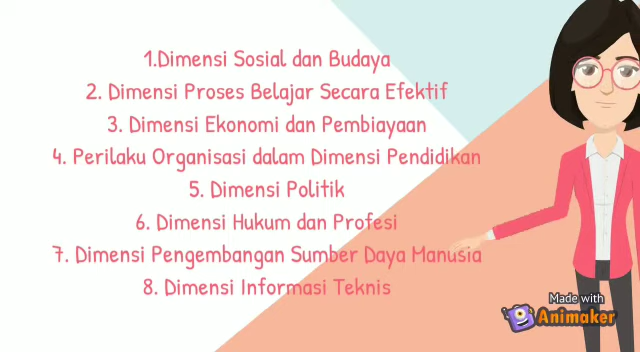 1.Dimensi Sosial dan Budaya
2. Dimensi Proses Belajar Secara Efektif
3. Dimensi Ekonomi dan Pembiayaan
4. Perilaku Organisasi dalam Dimensi Pendidikan
5. Dimensi Politik
6. Dimensi Hukum dan Profesi
7. Dimensi Pengembangan Sumber Daya Manusia
8. Dimensi Informasi Teknis
Made with
Animaker